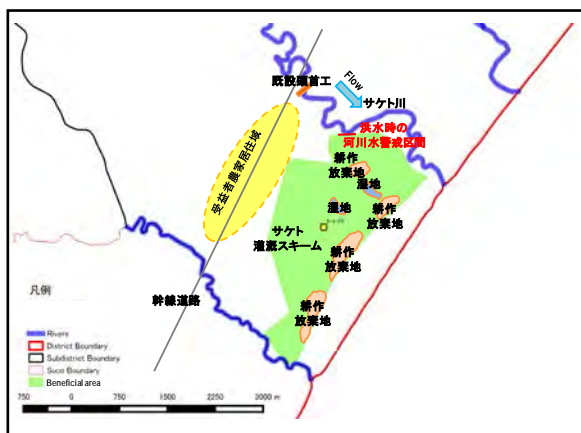 既設頭首工
Flow
サケト川
洪水時の
河川水警戒区間
耕作
放棄地
湿地
受益者農家居住域
湿地
耕作
放棄地
サケト
灌漑スキーム
耕作
放棄地
幹線道路
耕作
放棄地
凡例
Rivers
District Boundary
Subdistrict Boundary
Suco Boundary
Beneficial area
750 0 750 1500 2250 3000 m